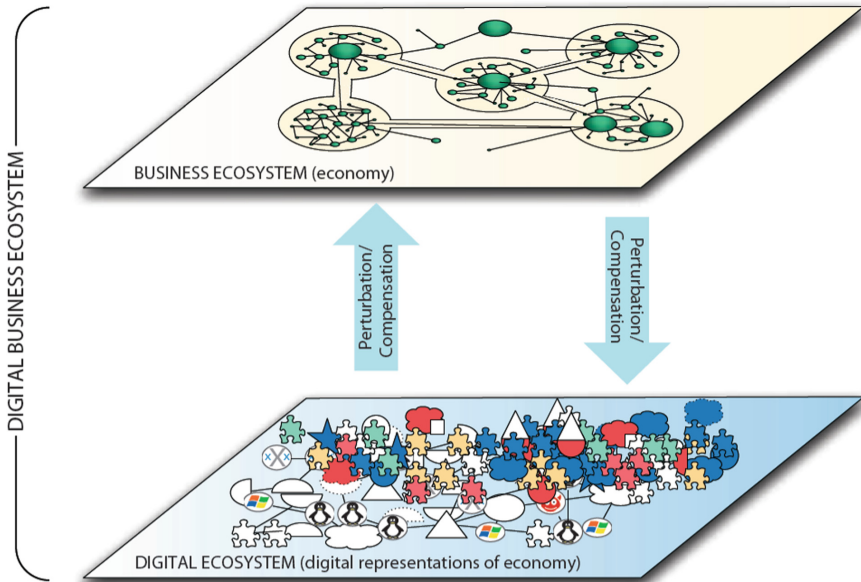 DIGITAL BUSINESS ECOSYSTEM
BUSINESS ECOSYSTEM (economy)
Perturbation/
Compensation
Perturbation/
Compensation
DIGITAL ECOSYSTEM (digital representations of economy)